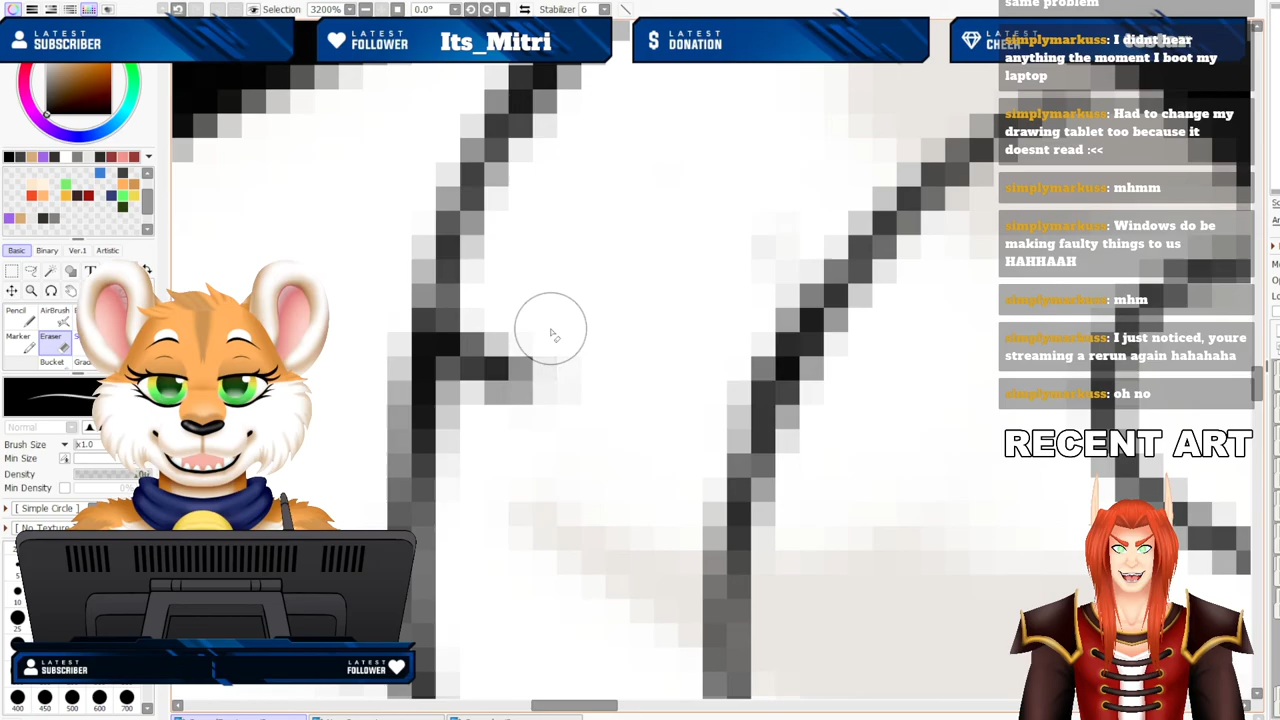 Selection 3200% 0.0° Stabilizer 6
same problem
LATEST SUBSCRIBER
LATEST FOLLOWER Its_Mitri
LATEST DONATION
LATEST
simplymarkuss: I didnt hear
anything the moment I boot my
laptop
simplymarkuss: Had to change my
drawing tablet too because it
doesnt read :<<
simplymarkuss: mhmm
simplymarkuss: Windows do be
making faulty things to us
HAHHAAH
simplymarkuss: mhm
simplymarkuss: I just noticed, youre
streaming a rerun again hahahaha
simplymarkuss: oh no
RECENT ART
Basic Binary Ver.1 Artistic
T
Pencil AirBrush
Marker Eraser
Bucket
Normal
Brush Size x1.0
Min Size
Density
Min Density
[ Simple Circle ]
10
25
LATEST SUBSCRIBER
LATEST FOLLOWER
400 450 500 600 700